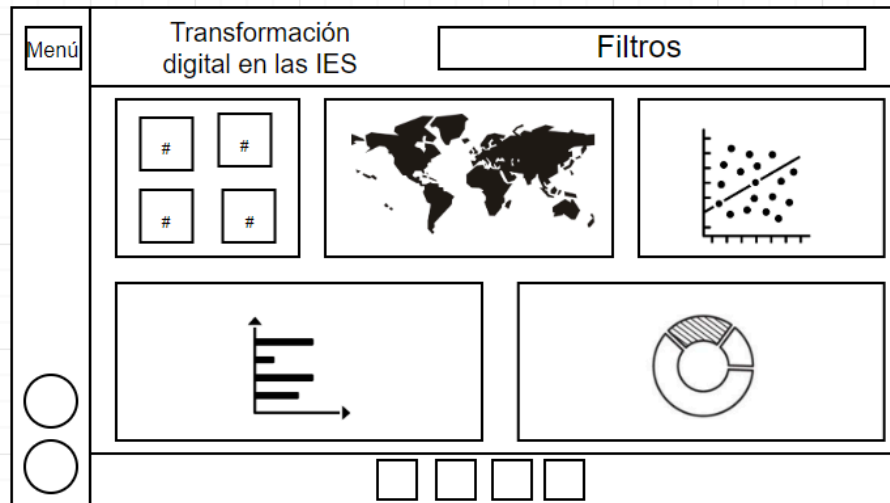 Menú
Transformación
digital en las IES
Filtros
#
#
#
#